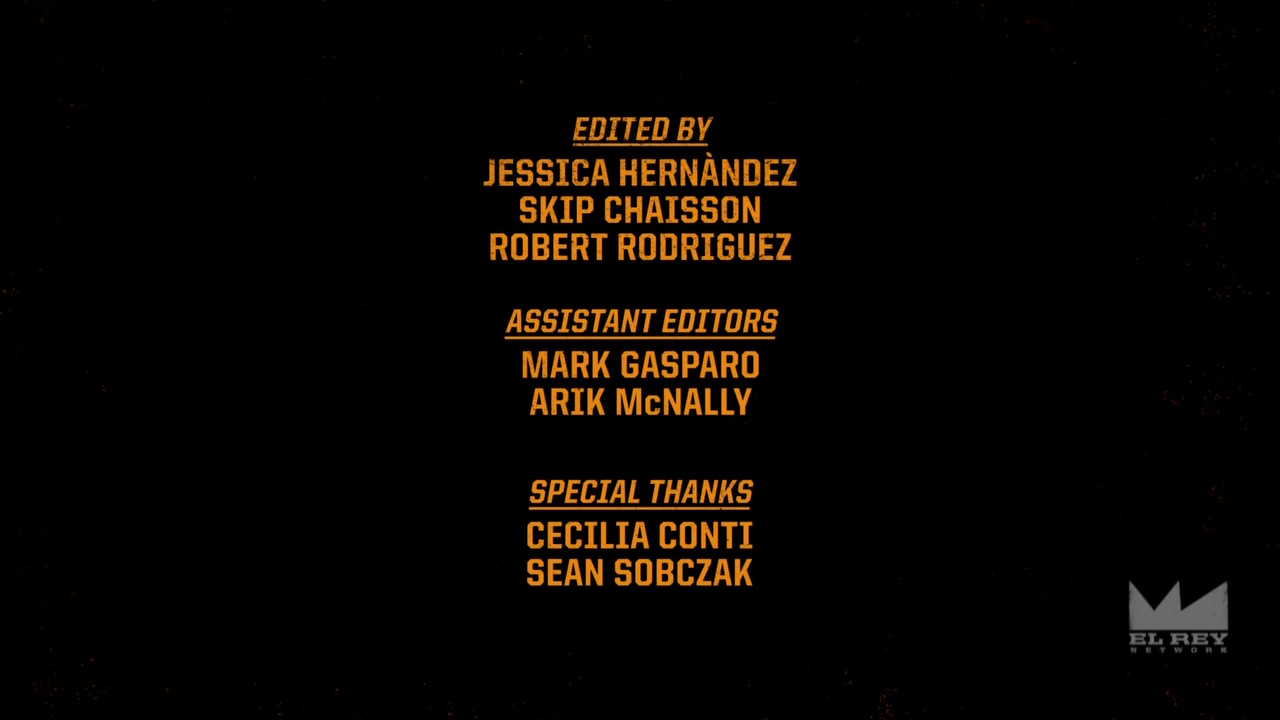 EDITED BY
JESSICA HERNÀNDEZ
SKIP CHAISSON
ROBERT RODRIGUEZ
ASSISTANT EDITORS
MARK GASPARO
ARIK McNALLY
SPECIAL THANKS
CECILIA CONTI
SEAN SOBCZAK
EL REY
NETWORK